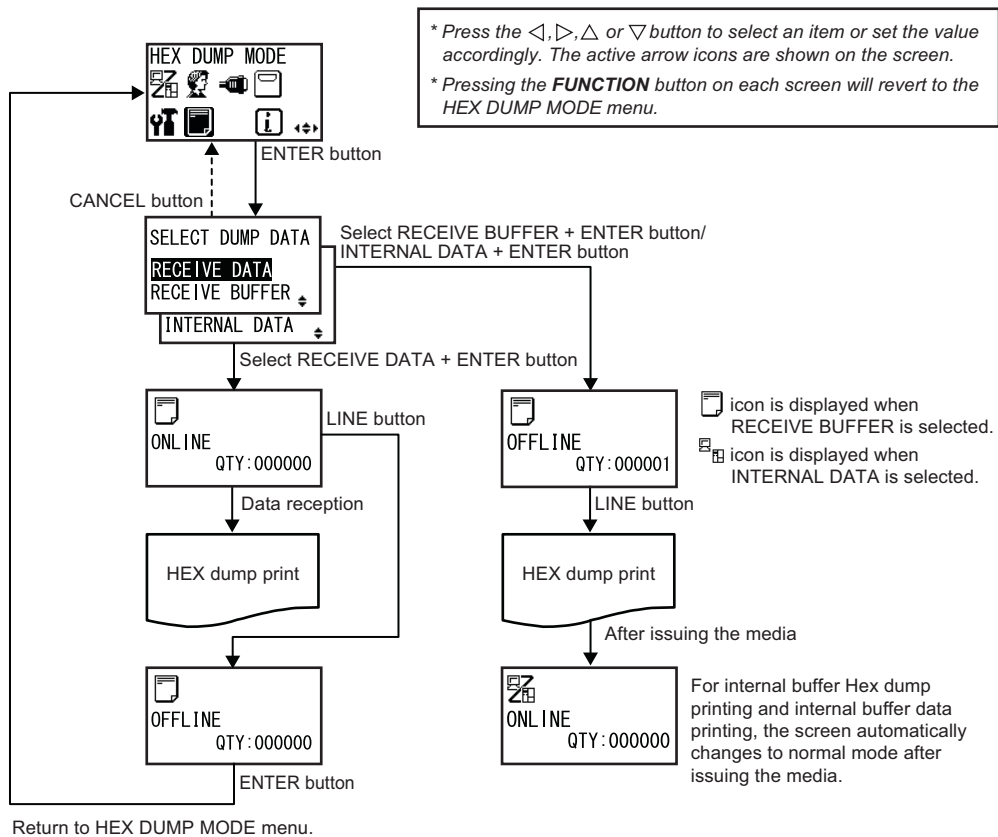 * Press the ◁, ▷, △ or ▽ button to select an item or set the value
accordingly. The active arrow icons are shown on the screen.
* Pressing the FUNCTION button on each screen will revert to the
HEX DUMP MODE menu.
HEX DUMP MODE
ENTER button
CANCEL button
SELECT DUMP DATA
RECEIVE DATA
RECEIVE BUFFER
INTERNAL DATA
Select RECEIVE BUFFER + ENTER button/
INTERNAL DATA + ENTER button
Select RECEIVE DATA + ENTER button
ONLINE
QTY:000000
LINE button
OFFLINE
QTY:000001
icon is displayed when
RECEIVE BUFFER is selected.
icon is displayed when
INTERNAL DATA is selected.
Data reception
LINE button
HEX dump print
HEX dump print
After issuing the media
OFFLINE
QTY:000000
ONLINE
QTY:000000
For internal buffer Hex dump
printing and internal buffer data
printing, the screen automatically
changes to normal mode after
issuing the media.
ENTER button
Return to HEX DUMP MODE menu.